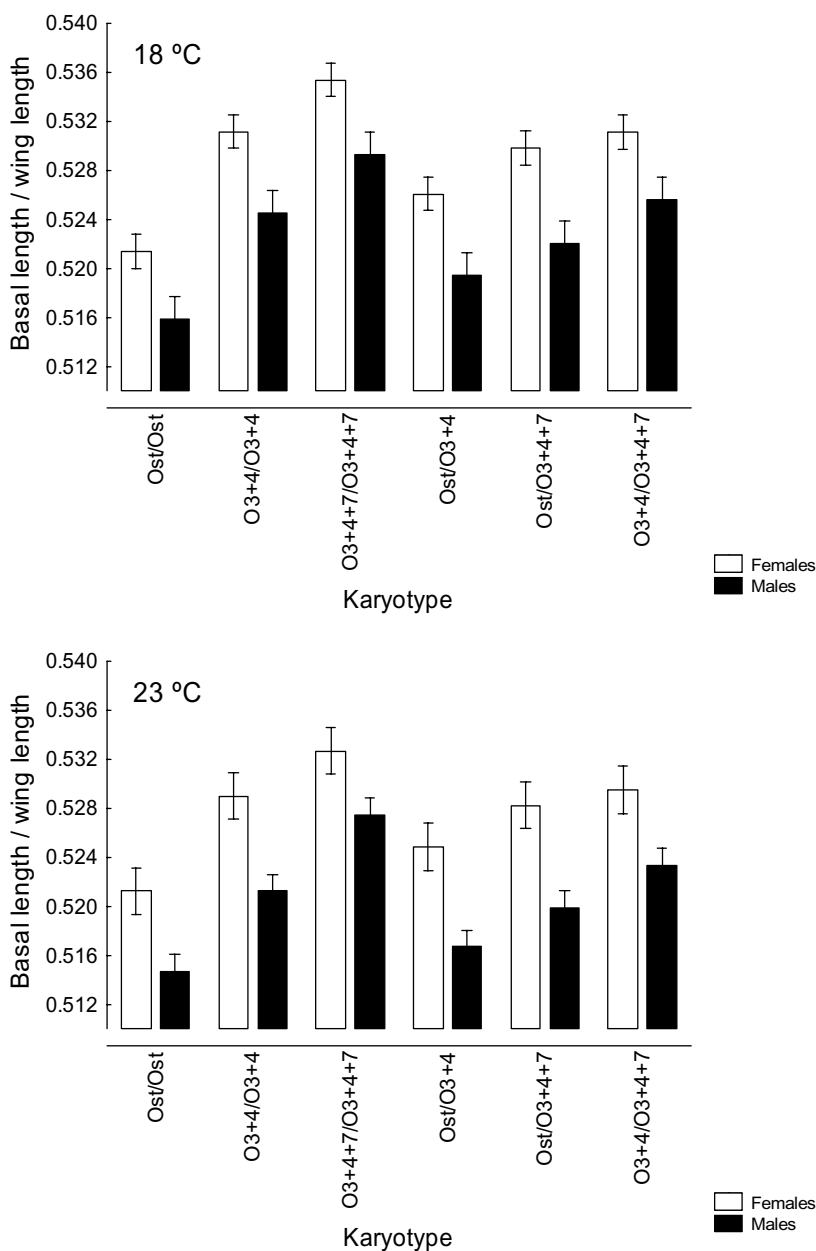 0.540
18 ºC
0.536
0.532
0.528
0.524
0.520
0.516
0.512
Basal length / wing length
Ost/Ost
O3+4/O3+4
O3+4+7/O3+4+7
Ost/O3+4
Ost/O3+4+7
O3+4/O3+4+7
Karyotype
Females
Males
0.540
23 ºC
0.536
0.532
0.528
0.524
0.520
0.516
0.512
Basal length / wing length
Ost/Ost
O3+4/O3+4
O3+4+7/O3+4+7
Ost/O3+4
Ost/O3+4+7
O3+4/O3+4+7
Karyotype
Females
Males